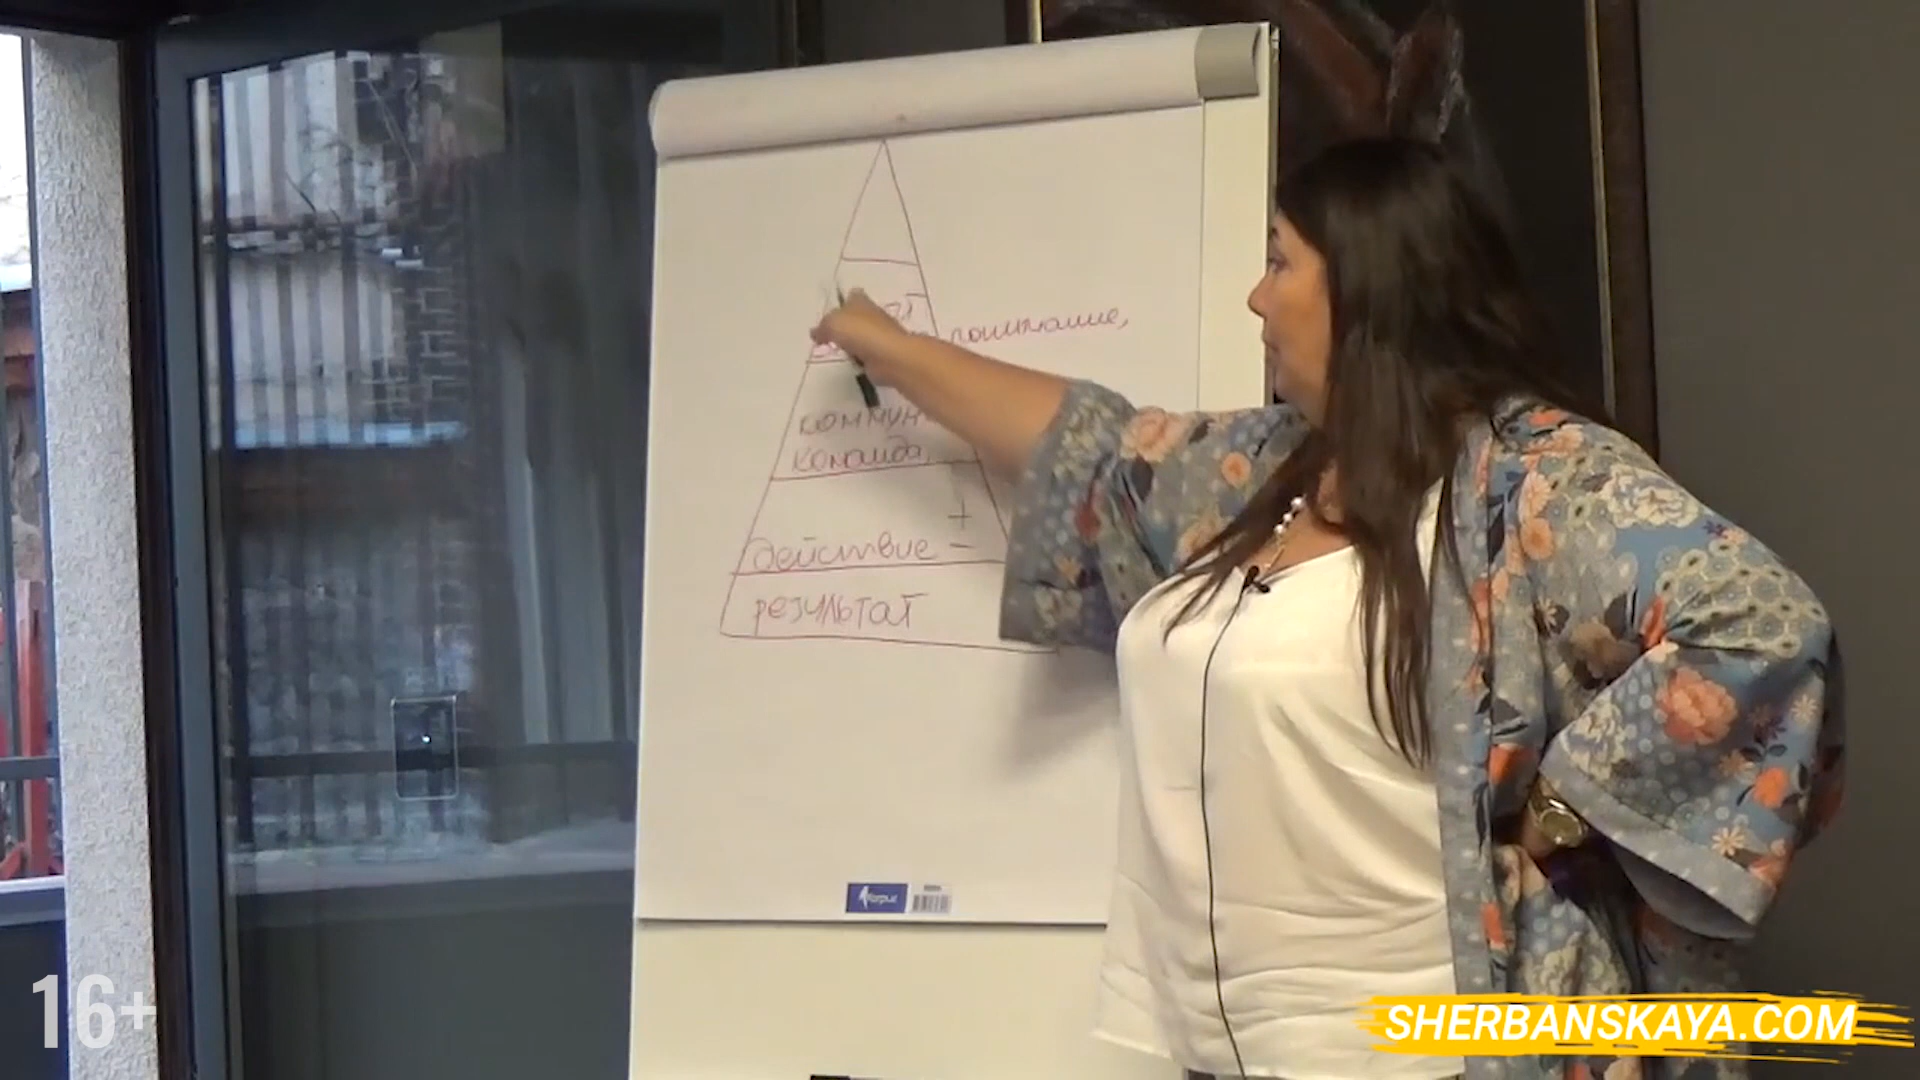 понимание,
коммун
команда,
+
действие -
результат
16+
SHERBANSKAYA.COM